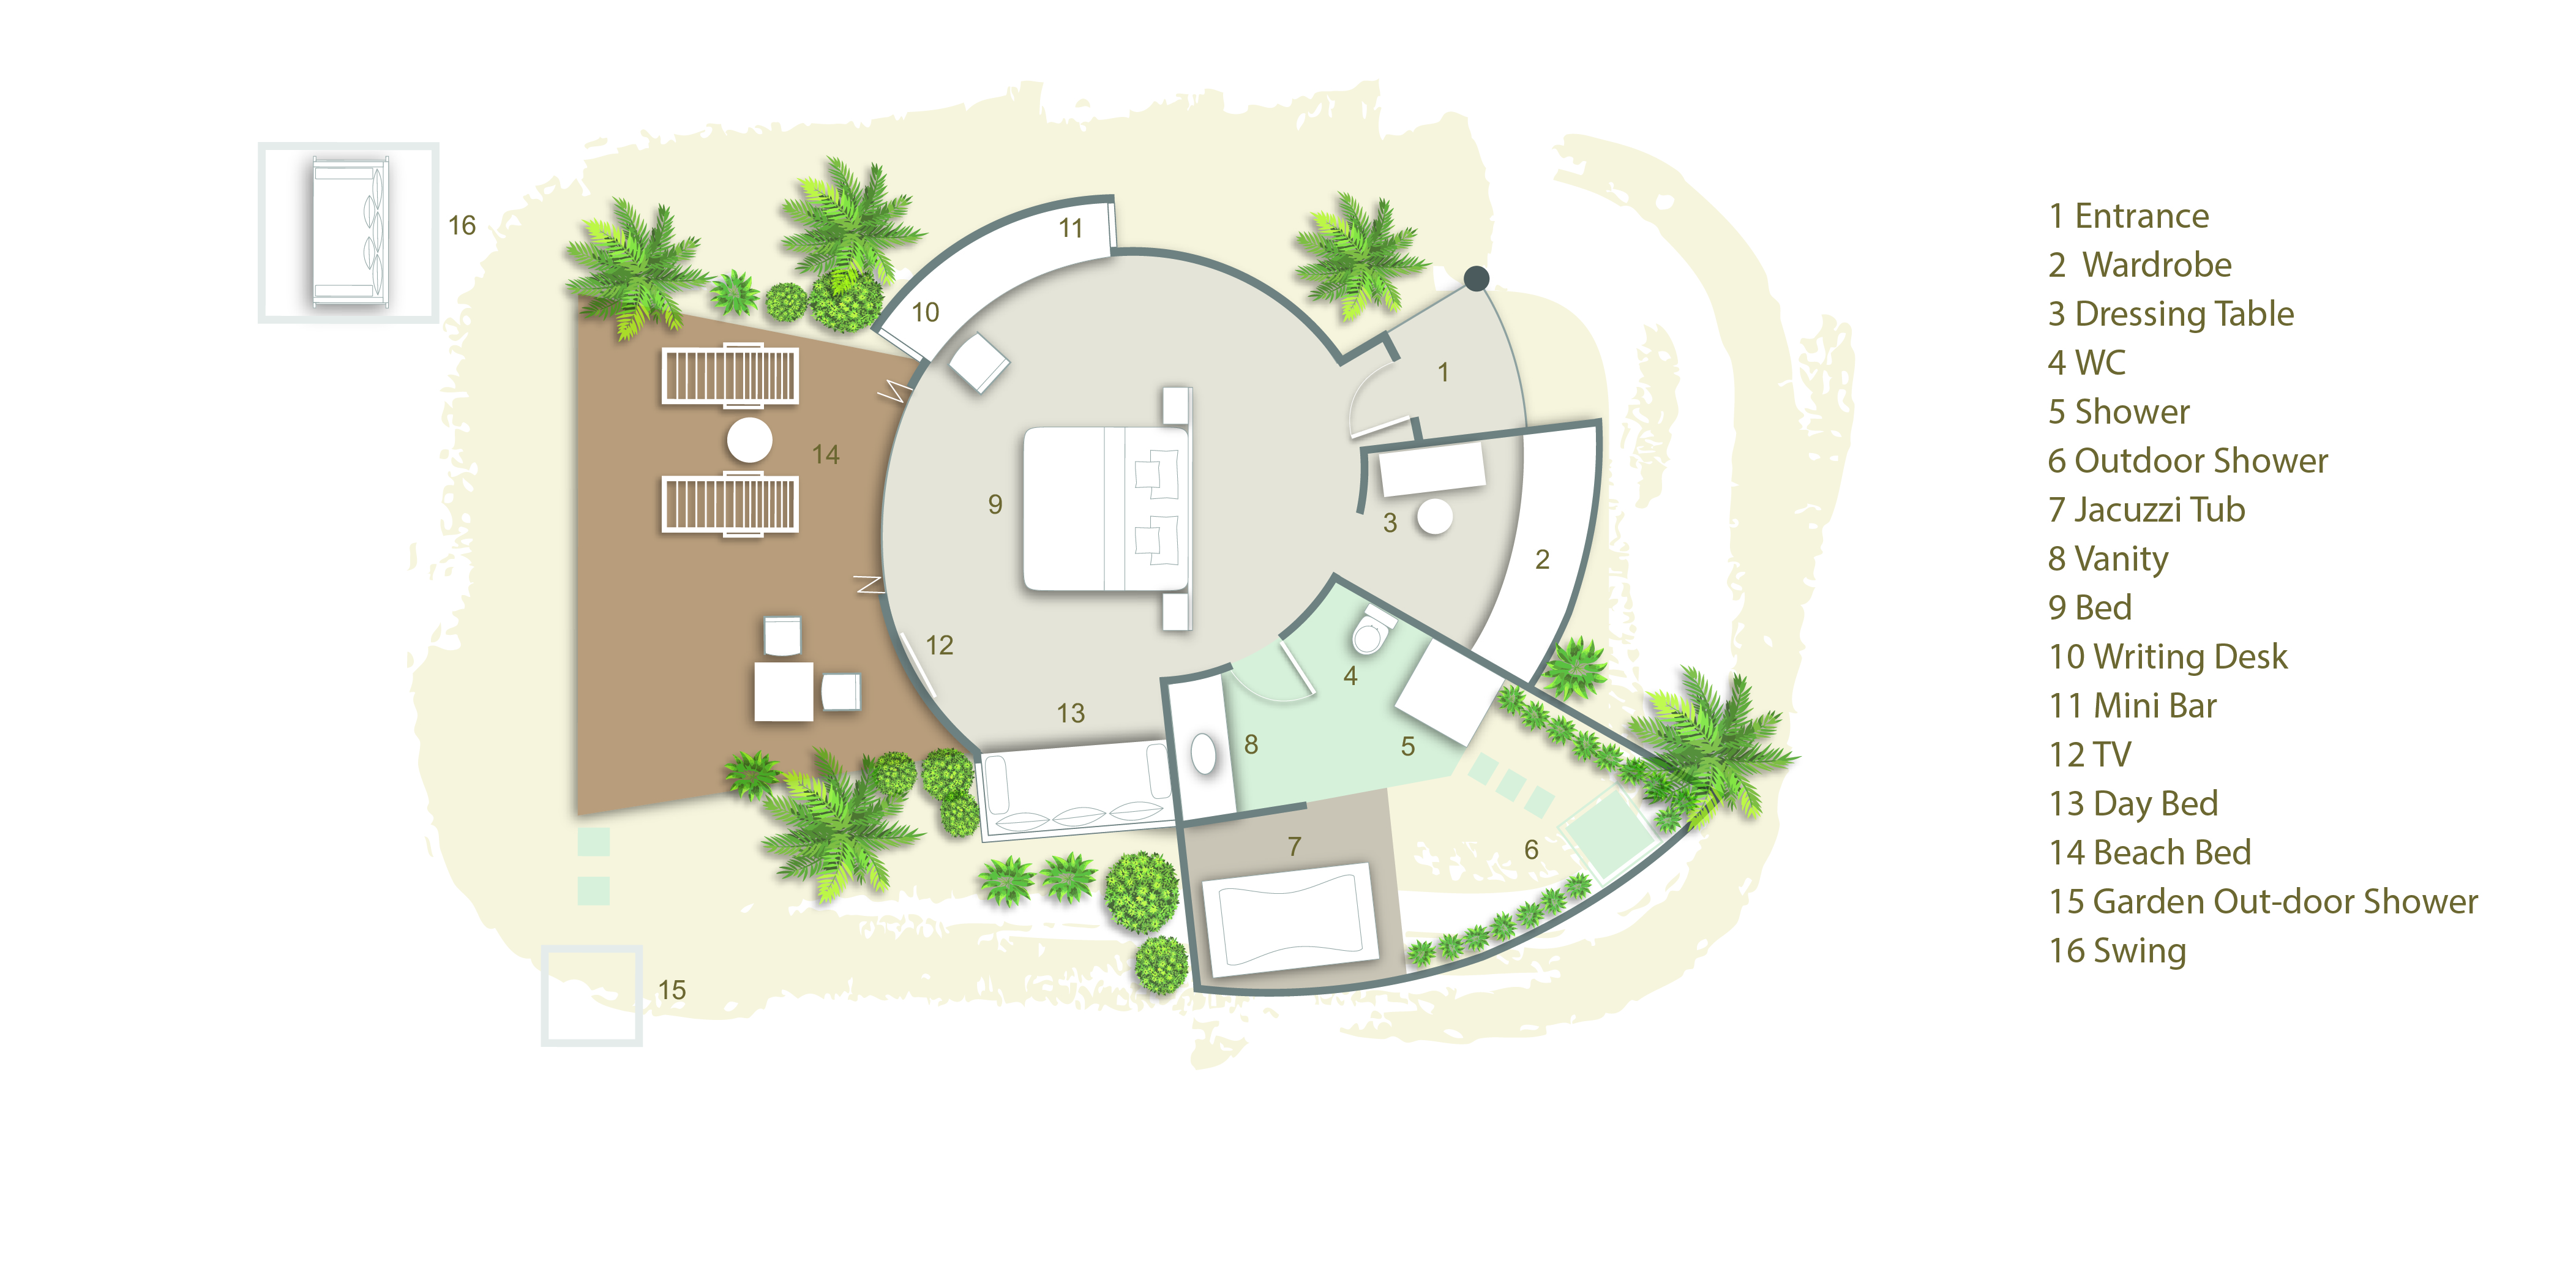 16
11
10
1
14
9
3
2
12
4
13
8
5
7
6
15
1 Entrance
2 Wardrobe
3 Dressing Table
4 WC
5 Shower
6 Outdoor Shower
7 Jacuzzi Tub
8 Vanity
9 Bed
10 Writing Desk
11 Mini Bar
12 TV
13 Day Bed
14 Beach Bed
15 Garden Out-door Shower
16 Swing